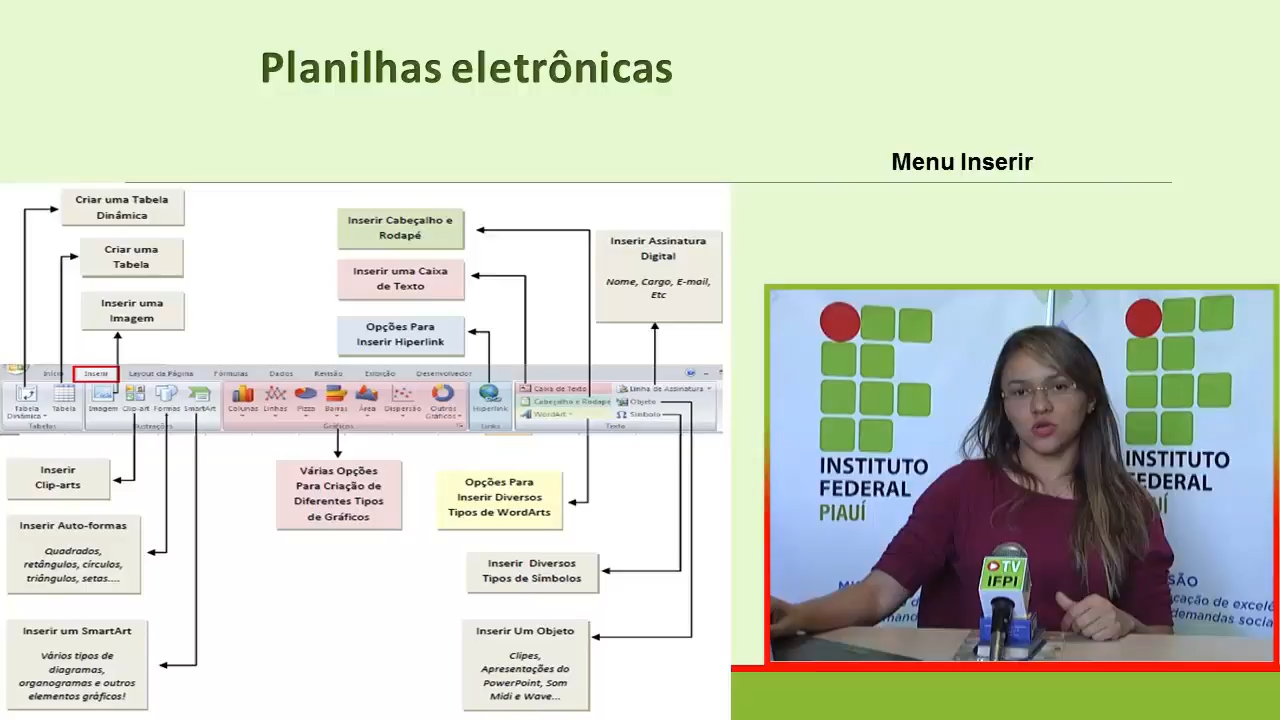 Planilhas eletrônicas
Menu Inserir
Criar uma Tabela
Dinâmica
Criar uma
Tabela
Inserir uma
Imagem
Inserir Cabeçalho e
Rodapé
Inserir uma Caixa
de Texto
Opções Para
Inserir Hiperlink
Inserir Assinatura
Digital
Nome, Cargo, E-mail,
Etc
Início Inserir Layout da Página Fórmulas Dados Revisão Exibição Desenvolvedor
Tabela Dinâmica Tabela Imagem Clip-art Formas SmartArt Colunas Linhas Pizza Barras Área Dispersão Outros Gráficos Hiperlink
Caixa de Texto Linha de Assinatura
Cabeçalho e Rodapé Objeto
WordArt Símbolo
Tabelas Ilustrações Gráficos Links Texto
Inserir
Clip-arts
Inserir Auto-formas
Quadrados,
retângulos, círculos,
triângulos, setas....
Inserir um SmartArt
Vários tipos de
diagramas,
organogramas e outros
elementos gráficos!
Várias Opções
Para Criação de
Diferentes Tipos
de Gráficos
Opções Para
Inserir Diversos
Tipos de WordArts
Inserir Diversos
Tipos de Símbolos
Inserir Um Objeto
Clipes,
Apresentações do
PowerPoint, Som
Midi e Wave...
INSTITUTO
FEDERAL
PIAUÍ
INSTITUTO
FEDERAL
TV
IFPI